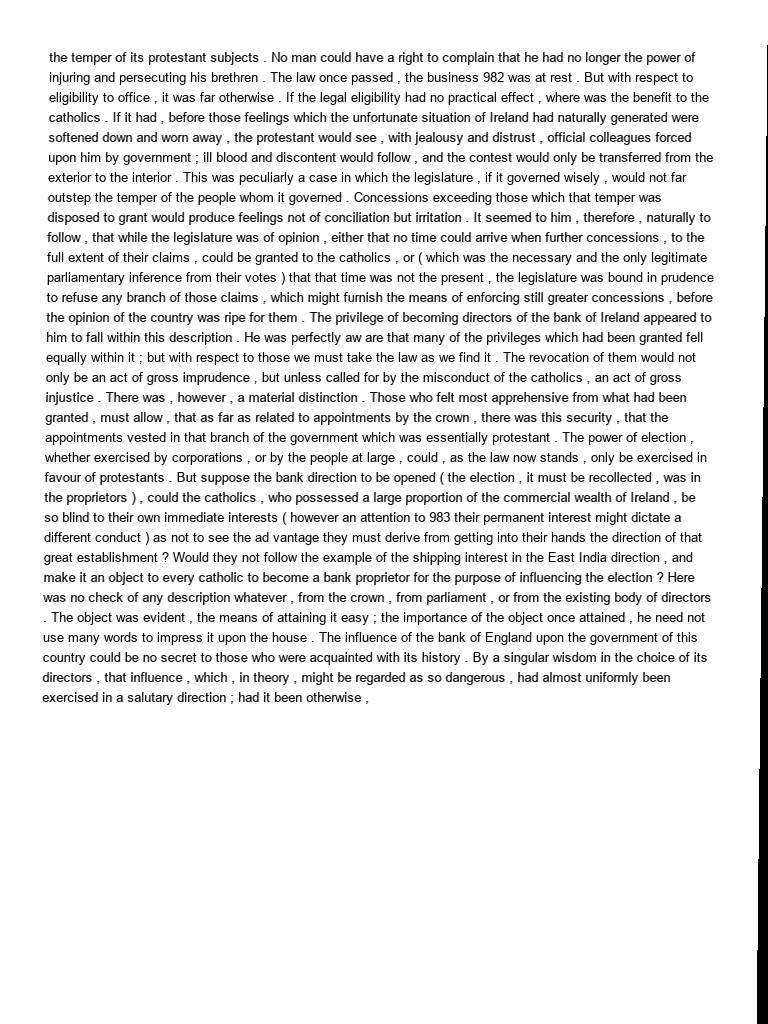 the temper of its protestant subjects . No man could have a right to complain that he had no longer the power of
injuring and persecuting his brethren . The law once passed , the business 982 was at rest . But with respect to
eligibility to office , it was far otherwise . If the legal eligibility had no practical effect , where was the benefit to the
catholics . If it had , before those feelings which the unfortunate situation of Ireland had naturally generated were
softened down and worn away , the protestant would see , with jealousy and distrust , official colleagues forced
upon him by government ; ill blood and discontent would follow , and the contest would only be transferred from the
exterior to the interior . This was peculiarly a case in which the legislature , if it governed wisely , would not far
outstep the temper of the people whom it governed . Concessions exceeding those which that temper was
disposed to grant would produce feelings not of conciliation but irritation . It seemed to him , therefore , naturally to
follow , that while the legislature was of opinion , either that no time could arrive when further concessions , to the
full extent of their claims , could be granted to the catholics , or ( which was the necessary and the only legitimate
parliamentary inference from their votes ) that that time was not the present , the legislature was bound in prudence
to refuse any branch of those claims , which might furnish the means of enforcing still greater concessions , before
the opinion of the country was ripe for them . The privilege of becoming directors of the bank of Ireland appeared to
him to fall within this description . He was perfectly aw are that many of the privileges which had been granted fell
equally within it ; but with respect to those we must take the law as we find it . The revocation of them would not
only be an act of gross imprudence , but unless called for by the misconduct of the catholics , an act of gross
injustice . There was , however , a material distinction . Those who felt most apprehensive from what had been
granted , must allow , that as far as related to appointments by the crown , there was this security , that the
appointments vested in that branch of the government which was essentially protestant . The power of election ,
whether exercised by corporations , or by the people at large , could , as the law now stands , only be exercised in
favour of protestants . But suppose the bank direction to be opened ( the election , it must be recollected , was in
the proprietors ) , could the catholics , who possessed a large proportion of the commercial wealth of Ireland , be
so blind to their own immediate interests ( however an attention to 983 their permanent interest might dictate a
different conduct ) as not to see the ad vantage they must derive from getting into their hands the direction of that
great establishment ? Would they not follow the example of the shipping interest in the East India direction , and
make it an object to every catholic to become a bank proprietor for the purpose of influencing the election ? Here
was no check of any description whatever , from the crown , from parliament , or from the existing body of directors
. The object was evident , the means of attaining it easy ; the importance of the object once attained , he need not
use many words to impress it upon the house . The influence of the bank of England upon the government of this
country could be no secret to those who were acquainted with its history . By a singular wisdom in the choice of its
directors , that influence , which , in theory , might be regarded as so dangerous , had almost uniformly been
exercised in a salutary direction ; had it been otherwise ,